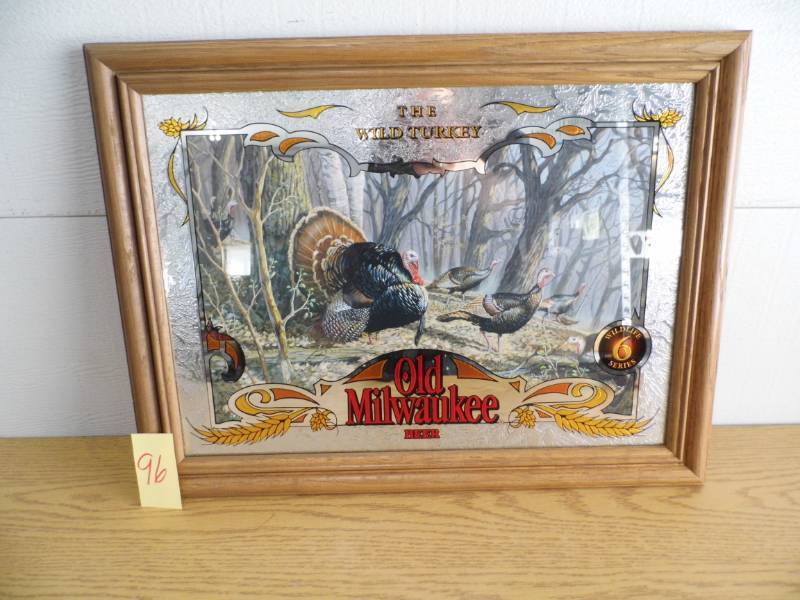 THE
WILD TURKEY
WILDLIFE
6
SERIES
Old
Milwaukee
BEER
96